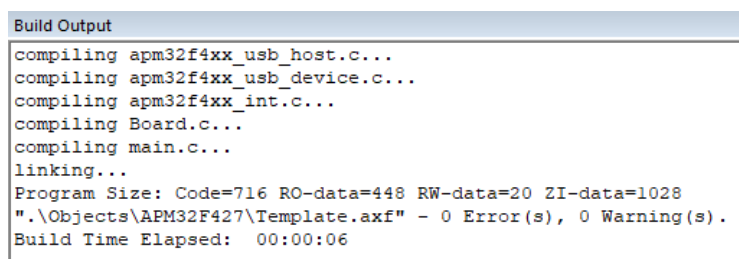 Build Output
compiling apm32f4xx_usb_host.c...
compiling apm32f4xx_usb_device.c...
compiling apm32f4xx_int.c...
compiling Board.c...
compiling main.c...
linking...
Program Size: Code=716 RO-data=448 RW-data=20 ZI-data=1028
".\Objects\APM32F427\Template.axf" - 0 Error(s), 0 Warning(s).
Build Time Elapsed:  00:00:06